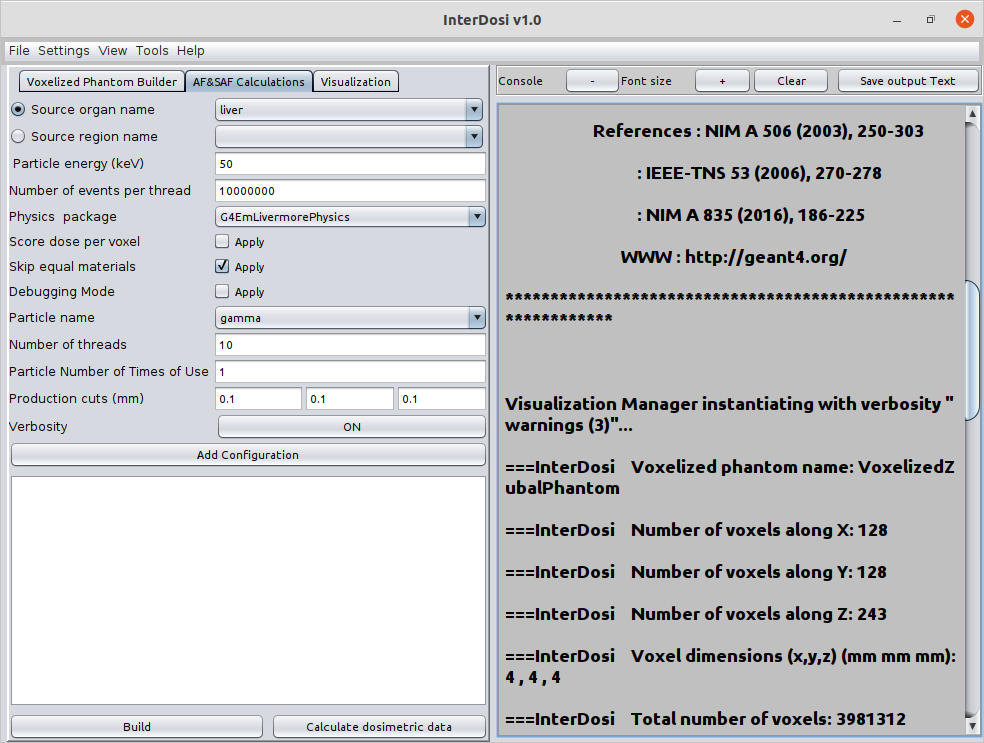 InterDosi v1.0
File Settings View Tools Help
Voxelized Phantom Builder AF&SAF Calculations Visualization
Source organ name liver
Source region name
Particle energy (keV) 50
Number of events per thread 10000000
Physics package G4EmLivermorePhysics
Score dose per voxel Apply
Skip equal materials Apply
Debugging Mode Apply
Particle name gamma
Number of threads 10
Particle Number of Times of Use 1
Production cuts (mm) 0.1 0.1 0.1
Verbosity ON
Add Configuration
Build Calculate dosimetric data
Console - Font size + Clear Save output Text
References : NIM A 506 (2003), 250-303
: IEEE-TNS 53 (2006), 270-278
: NIM A 835 (2016), 186-225
WWW : http://geant4.org/
**************************************************
************
Visualization Manager instantiating with verbosity "
warnings (3)"...
===InterDosi Voxelized phantom name: VoxelizedZ
ubalPhantom
===InterDosi Number of voxels along X: 128
===InterDosi Number of voxels along Y: 128
===InterDosi Number of voxels along Z: 243
===InterDosi Voxel dimensions (x,y,z) (mm mm mm):
4 , 4 , 4
===InterDosi Total number of voxels: 3981312